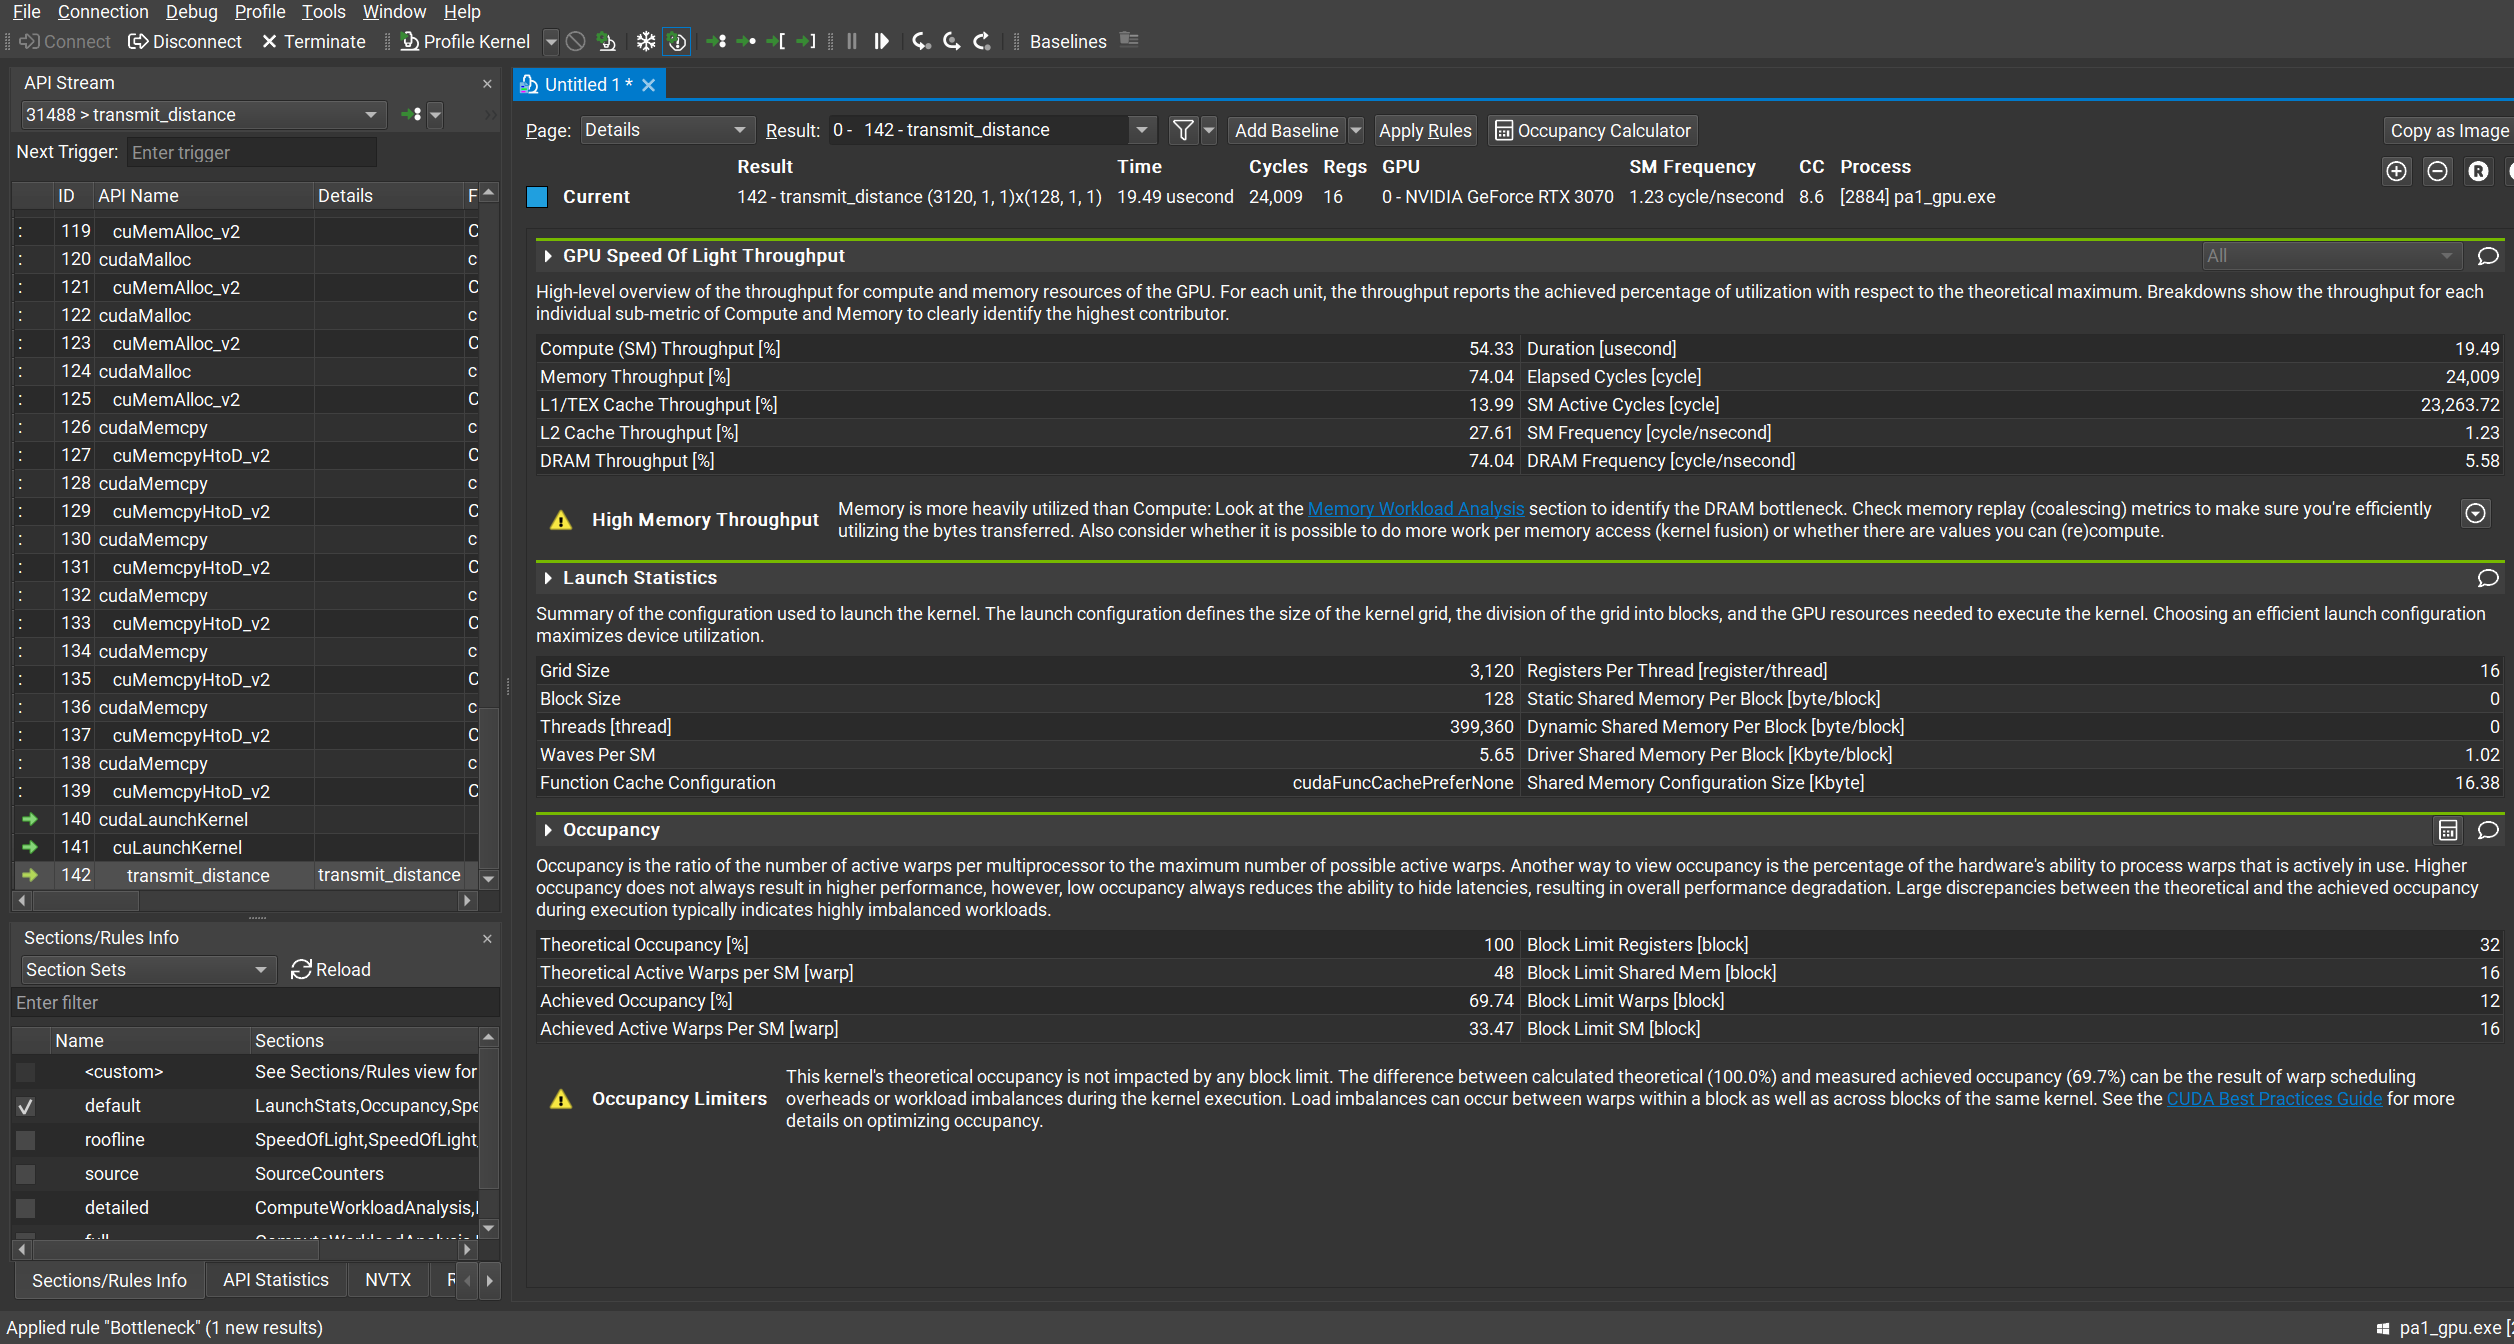 File Connection Debug Profile Tools Window Help
Connect Disconnect Terminate Profile Kernel Baselines
API Stream
31488 > transmit_distance
Next Trigger: Enter trigger
ID API Name Details F
119 cuMemAlloc_v2 C
120 cudaMalloc c
121 cuMemAlloc_v2 C
122 cudaMalloc c
123 cuMemAlloc_v2 C
124 cudaMalloc c
125 cuMemAlloc_v2 C
126 cudaMemcpy c
127 cuMemcpyHtoD_v2 C
128 cudaMemcpy c
129 cuMemcpyHtoD_v2 C
130 cudaMemcpy c
131 cuMemcpyHtoD_v2 C
132 cudaMemcpy c
133 cuMemcpyHtoD_v2 C
134 cudaMemcpy c
135 cuMemcpyHtoD_v2 C
136 cudaMemcpy c
137 cuMemcpyHtoD_v2 C
138 cudaMemcpy c
139 cuMemcpyHtoD_v2 C
140 cudaLaunchKernel
141 cuLaunchKernel
142 transmit_distance transmit_distance
Sections/Rules Info
Section Sets Reload
Enter filter
Name Sections
<custom> See Sections/Rules view for
default LaunchStats,Occupancy,Spe
roofline SpeedOfLight,SpeedOfLight,
source SourceCounters
detailed ComputeWorkloadAnalysis,
Sections/Rules Info API Statistics NVTX R
Untitled 1 *
Page: Details Result: 0 - 142 - transmit_distance Add Baseline Apply Rules Occupancy Calculator Copy as Image
Result Time Cycles Regs GPU SM Frequency CC Process
Current 142 - transmit_distance (3120, 1, 1)x(128, 1, 1) 19.49 usecond 24,009 16 0 - NVIDIA GeForce RTX 3070 1.23 cycle/nsecond 8.6 [2884] pa1_gpu.exe
R
GPU Speed Of Light Throughput All
High-level overview of the throughput for compute and memory resources of the GPU. For each unit, the throughput reports the achieved percentage of utilization with respect to the theoretical maximum. Breakdowns show the throughput for each
individual sub-metric of Compute and Memory to clearly identify the highest contributor.
Compute (SM) Throughput [%] 54.33 Duration [usecond] 19.49
Memory Throughput [%] 74.04 Elapsed Cycles [cycle] 24,009
L1/TEX Cache Throughput [%] 13.99 SM Active Cycles [cycle] 23,263.72
L2 Cache Throughput [%] 27.61 SM Frequency [cycle/nsecond] 1.23
DRAM Throughput [%] 74.04 DRAM Frequency [cycle/nsecond] 5.58
High Memory Throughput
Memory is more heavily utilized than Compute: Look at the Memory Workload Analysis section to identify the DRAM bottleneck. Check memory replay (coalescing) metrics to make sure you're efficiently
utilizing the bytes transferred. Also consider whether it is possible to do more work per memory access (kernel fusion) or whether there are values you can (re)compute.
Launch Statistics
Summary of the configuration used to launch the kernel. The launch configuration defines the size of the kernel grid, the division of the grid into blocks, and the GPU resources needed to execute the kernel. Choosing an efficient launch configuration
maximizes device utilization.
Grid Size 3,120 Registers Per Thread [register/thread] 16
Block Size 128 Static Shared Memory Per Block [byte/block] 0
Threads [thread] 399,360 Dynamic Shared Memory Per Block [byte/block] 0
Waves Per SM 5.65 Driver Shared Memory Per Block [Kbyte/block] 1.02
Function Cache Configuration cudaFuncCachePreferNone Shared Memory Configuration Size [Kbyte] 16.38
Occupancy
Occupancy is the ratio of the number of active warps per multiprocessor to the maximum number of possible active warps. Another way to view occupancy is the percentage of the hardware's ability to process warps that is actively in use. Higher
occupancy does not always result in higher performance, however, low occupancy always reduces the ability to hide latencies, resulting in overall performance degradation. Large discrepancies between the theoretical and the achieved occupancy
during execution typically indicates highly imbalanced workloads.
Theoretical Occupancy [%] 100 Block Limit Registers [block] 32
Theoretical Active Warps per SM [warp] 48 Block Limit Shared Mem [block] 16
Achieved Occupancy [%] 69.74 Block Limit Warps [block] 12
Achieved Active Warps Per SM [warp] 33.47 Block Limit SM [block] 16
Occupancy Limiters
This kernel's theoretical occupancy is not impacted by any block limit. The difference between calculated theoretical (100.0%) and measured achieved occupancy (69.7%) can be the result of warp scheduling
overheads or workload imbalances during the kernel execution. Load imbalances can occur between warps within a block as well as across blocks of the same kernel. See the CUDA Best Practices Guide for more
details on optimizing occupancy.
Applied rule "Bottleneck" (1 new results) pa1_gpu.exe [2